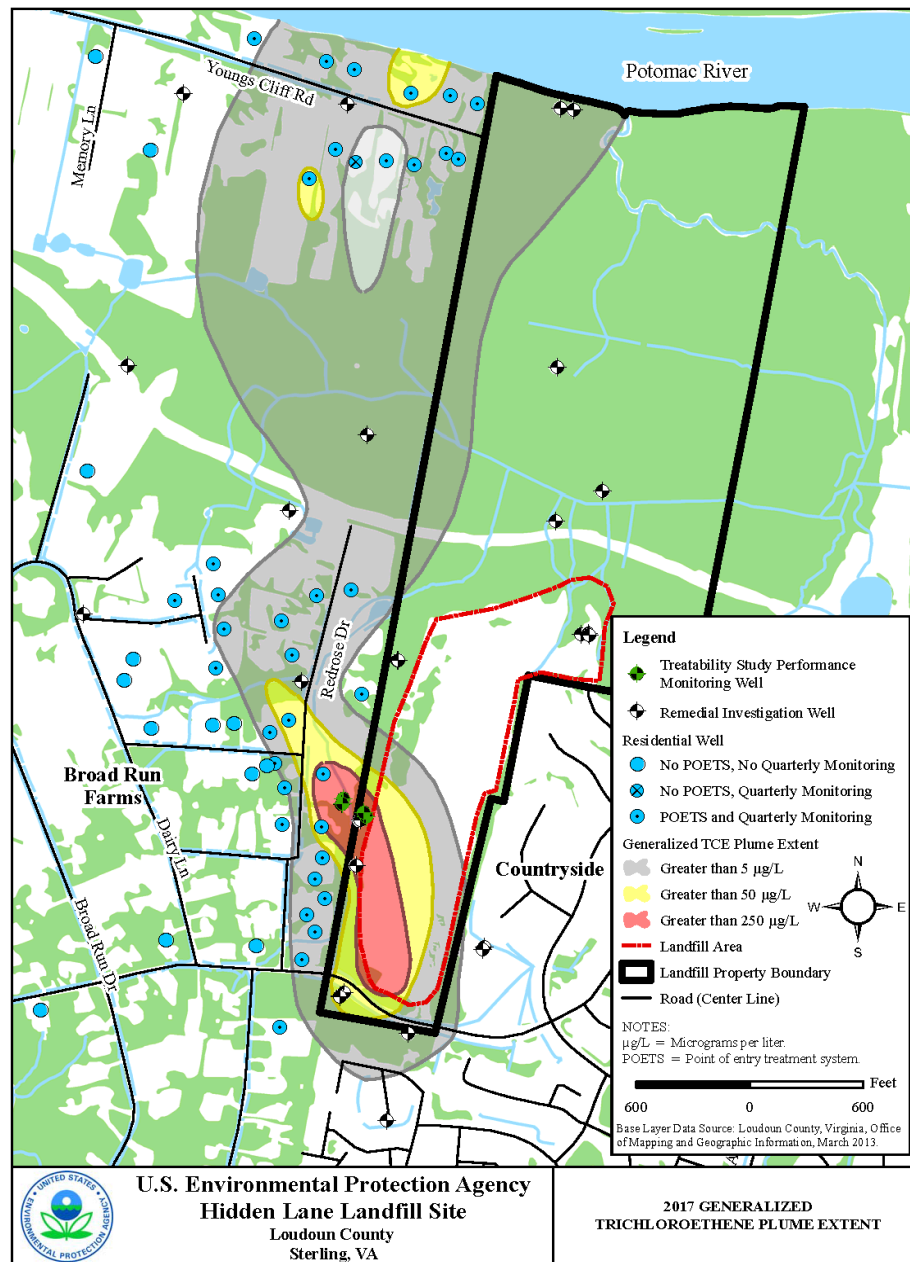 Potomac River
Youngs Cliff Rd
Memory Ln
Redrose Dr
Broad Run
Farms
Dairy Ln
Broad Run Dr
Countryside
Legend
Treatability Study Performance
Monitoring Well
Remedial Investigation Well
Residential Well
No POETS, No Quarterly Monitoring
No POETS, Quarterly Monitoring
POETS and Quarterly Monitoring
Generalized TCE Plume Extent
Greater than 5 µg/L
Greater than 50 µg/L
Greater than 250 µg/L
Landfill Area
Landfill Property Boundary
Road (Center Line)
N
W E
S
NOTES:
µg/L = Micrograms per liter.
POETS = Point of entry treatment system.
Feet
600 0 600
Base Layer Data Source: Loudoun County, Virginia, Office
of Mapping and Geographic Information, March 2013.
UNITED STATES
ENVIRONMENTAL PROTECTION AGENCY
U.S. Environmental Protection Agency
Hidden Lane Landfill Site
Loudoun County
Sterling, VA
2017 GENERALIZED
TRICHLOROETHENE PLUME EXTENT